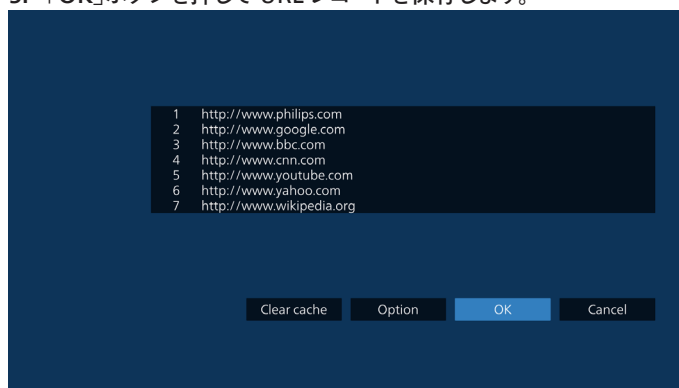 5. 「OK」ボタンを押して URL レコードを保存します。
1 http://www.philips.com
2 http://www.google.com
3 http://www.bbc.com
4 http://www.cnn.com
5 http://www.youtube.com
6 http://www.yahoo.com
7 http://www.wikipedia.org
Clear cache Option OK Cancel